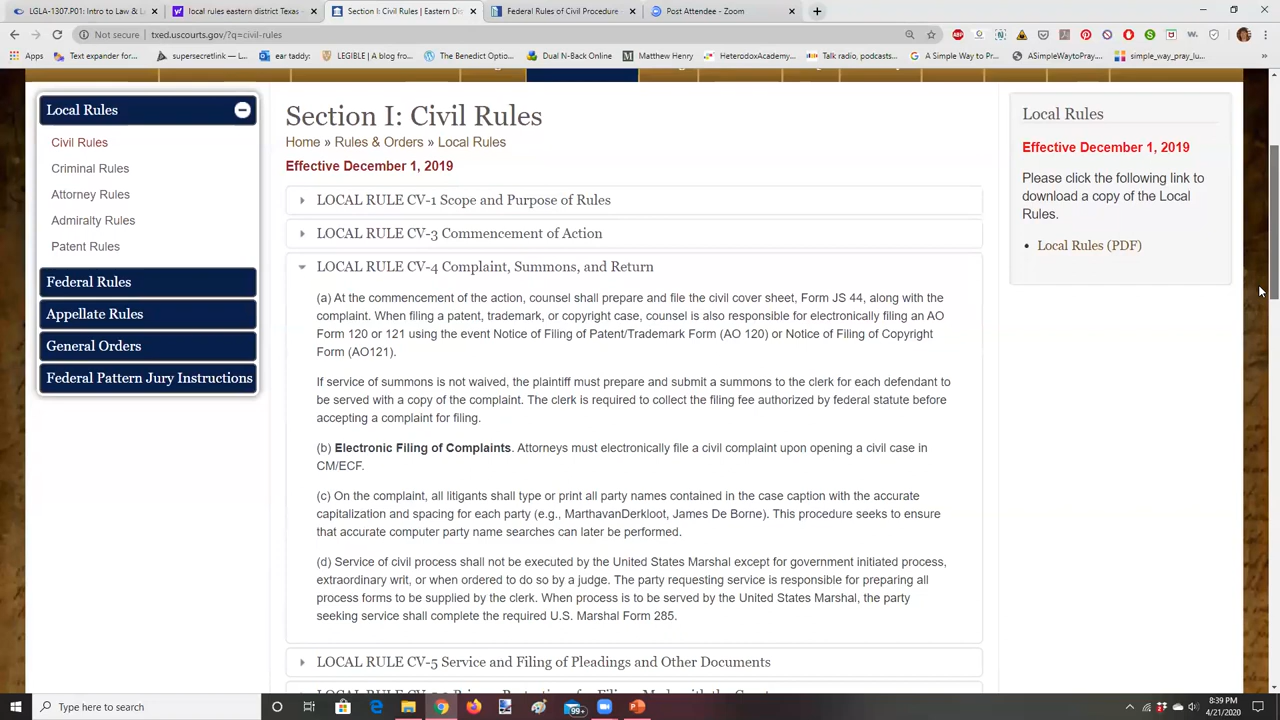 LGLA-1307.P01: Intro to Law & L
local rules eastern district Texas
Section I: Civil Rules | Eastern Di
Federal Rules of Civil Procedure
Post Attendee - Zoom
Not secure | txed.uscourts.gov/?q=civil-rules
Apps
Text expander for...
supersecretlink — C
ear taddy:
LEGIBLE | A blog fro...
The Benedict Optio...
Dual N-Back Online
Matthew Henry
HeterodoxAcademy...
Talk radio, podcasts...
A Simple Way to Pr...
ASimpleWaytoPray...
simple_way_pray_lu...
Local Rules
Civil Rules
Criminal Rules
Attorney Rules
Admiralty Rules
Patent Rules
Federal Rules
Appellate Rules
General Orders
Federal Pattern Jury Instructions
Section I: Civil Rules
Home » Rules & Orders » Local Rules
Effective December 1, 2019
LOCAL RULE CV-1 Scope and Purpose of Rules
LOCAL RULE CV-3 Commencement of Action
LOCAL RULE CV-4 Complaint, Summons, and Return
(a) At the commencement of the action, counsel shall prepare and file the civil cover sheet, Form JS 44, along with the
complaint. When filing a patent, trademark, or copyright case, counsel is also responsible for electronically filing an AO
Form 120 or 121 using the event Notice of Filing of Patent/Trademark Form (AO 120) or Notice of Filing of Copyright
Form (AO121).
If service of summons is not waived, the plaintiff must prepare and submit a summons to the clerk for each defendant to
be served with a copy of the complaint. The clerk is required to collect the filing fee authorized by federal statute before
accepting a complaint for filing.
(b) Electronic Filing of Complaints. Attorneys must electronically file a civil complaint upon opening a civil case in
CM/ECF.
(c) On the complaint, all litigants shall type or print all party names contained in the case caption with the accurate
capitalization and spacing for each party (e.g., MarthavanDerkloot, James De Borne). This procedure seeks to ensure
that accurate computer party name searches can later be performed.
(d) Service of civil process shall not be executed by the United States Marshal except for government initiated process,
extraordinary writ, or when ordered to do so by a judge. The party requesting service is responsible for preparing all
process forms to be supplied by the clerk. When process is to be served by the United States Marshal, the party
seeking service shall complete the required U.S. Marshal Form 285.
LOCAL RULE CV-5 Service and Filing of Pleadings and Other Documents
Local Rules
Effective December 1, 2019
Please click the following link to
download a copy of the Local
Rules.
Local Rules (PDF)
Type here to search
99+
8:39 PM
4/21/2020